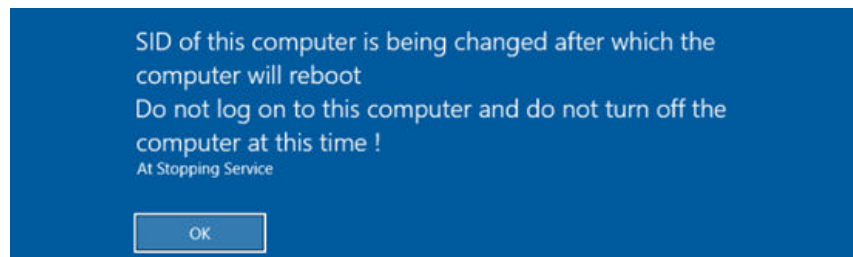 SID of this computer is being changed after which the
computer will reboot
Do not log on to this computer and do not turn off the
computer at this time !
At Stopping Service
OK